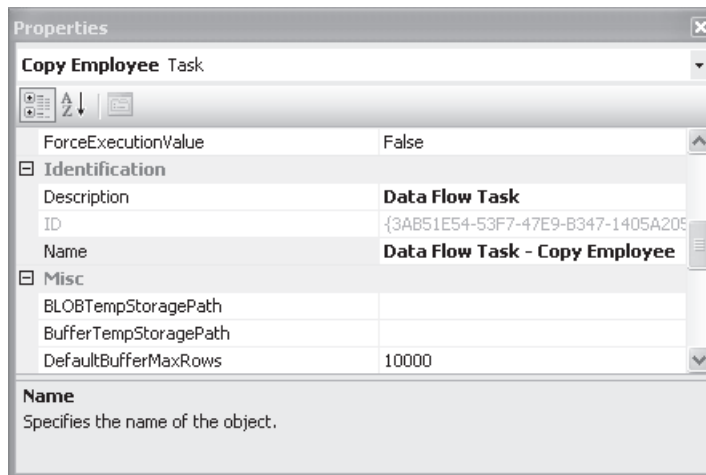 Properties
Copy Employee Task
ForceExecutionValue False
Identification
Description Data Flow Task
ID {3AB51E54-53F7-47E9-B347-1405A205
Name Data Flow Task - Copy Employee
Misc
BLOBTempStoragePath
BufferTempStoragePath
DefaultBufferMaxRows 10000
Name
Specifies the name of the object.